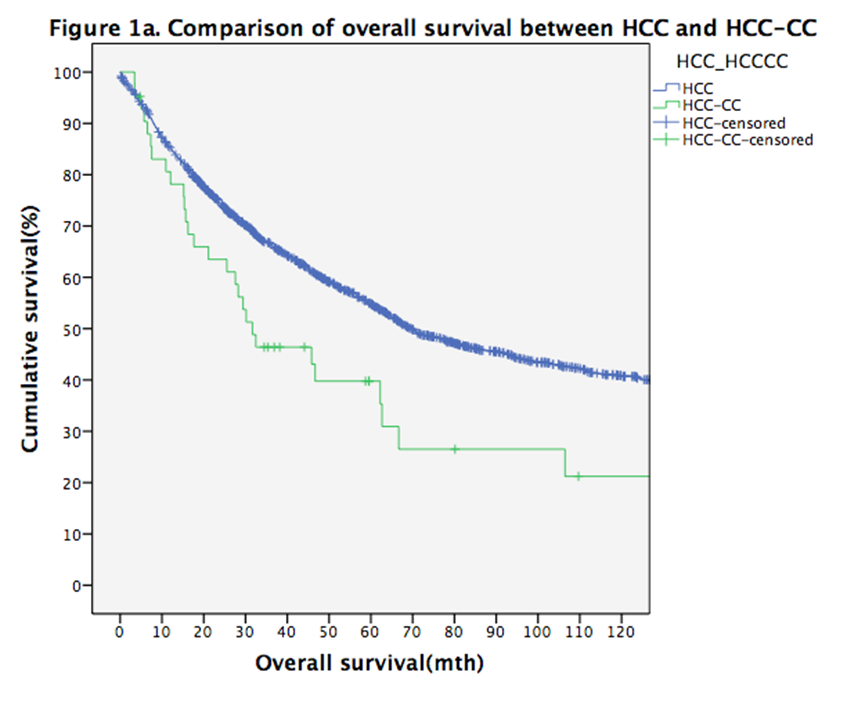 Figure 1a. Comparison of overall survival between HCC and HCC-CC
HCC_HCCCC
HCC
HCC-CC
HCC-censored
HCC-CC-censored
Cumulative survival(%)
100
90
80
70
60
50
40
30
20
10
0
0 10 20 30 40 50 60 70 80 90 100 110 120
Overall survival(mth)